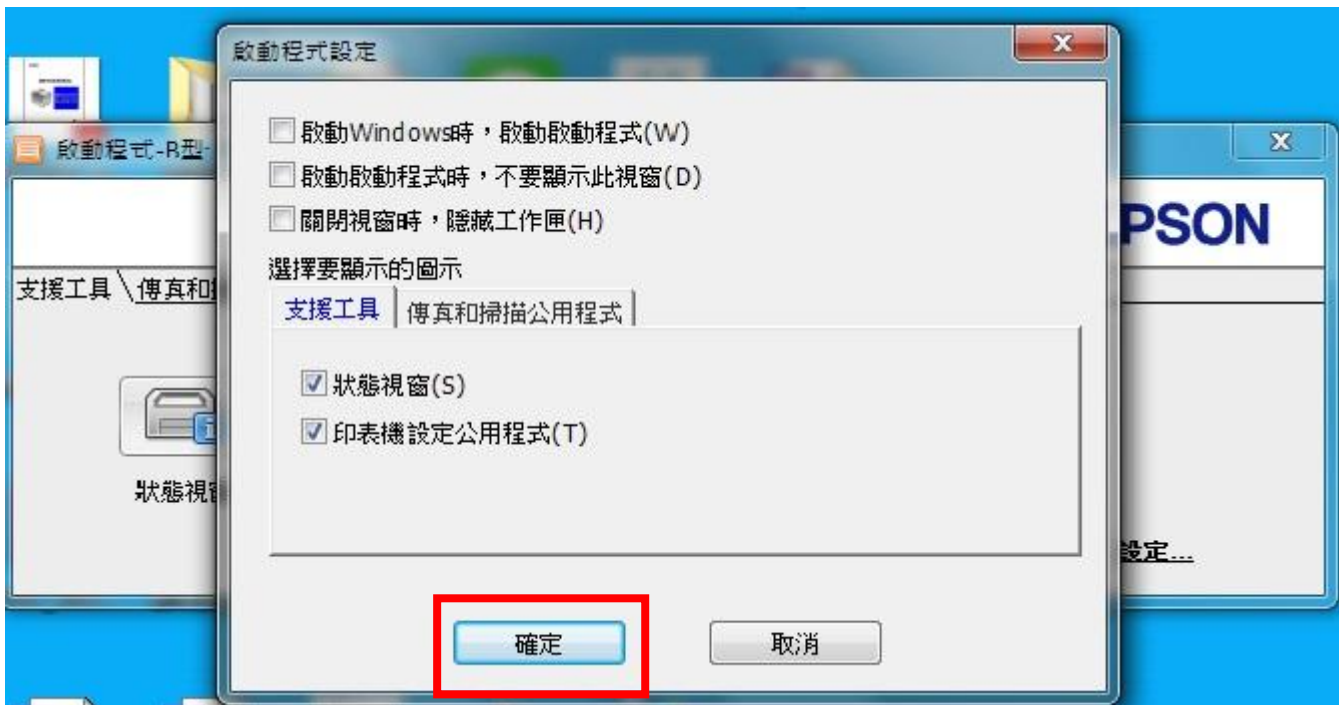 啟動程式設定
啟動Windows時，啟動啟動程式(W)
啟動程式-B型
啟動啟動程式時，不要顯示此視窗(D)
關閉視窗時，隱藏工作匣(H)
PSON
選擇要顯示的圖示
支援工具 傳真和
支援工具 傳真和掃描公用程式
狀態視窗(S)
印表機設定公用程式(T)
狀態視
設定...
確定 取消